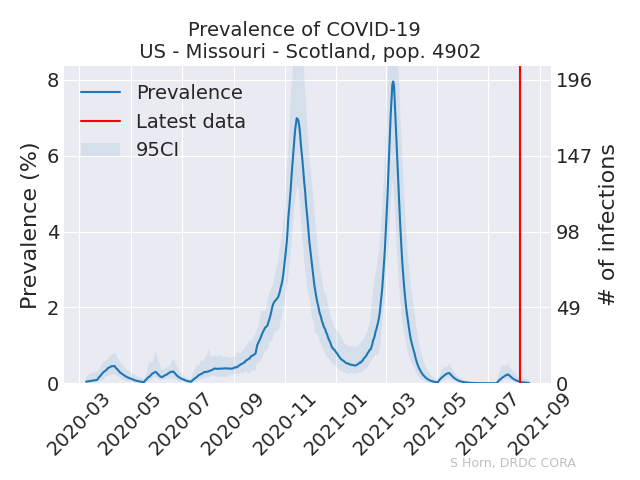 Prevalence of COVID-19
US - Missouri - Scotland, pop. 4902
Prevalence
Latest data
95CI
Prevalence (%)
8
6
4
2
0
196
147
98
49
0
# of infections
2020-03
2020-05
2020-07
2020-09
2020-11
2021-01
2021-03
2021-05
2021-07
2021-09
S Horn, DRDC CORA